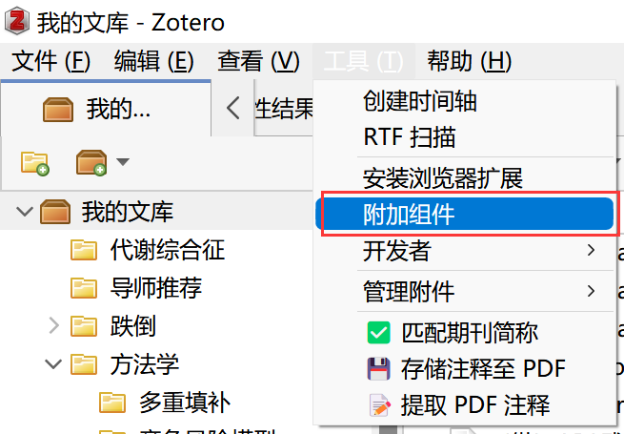 我的文库 - Zotero
文件 (F) 编辑 (E) 查看 (V) 工具 (T) 帮助 (H)
我的... 性结果
创建时间轴
RTF 扫描
安装浏览器扩展
附加组件
开发者
管理附件
匹配期刊简称
存储注释至 PDF
提取 PDF 注释
我的文库
代谢综合征
导师推荐
跌倒
方法学
多重填补